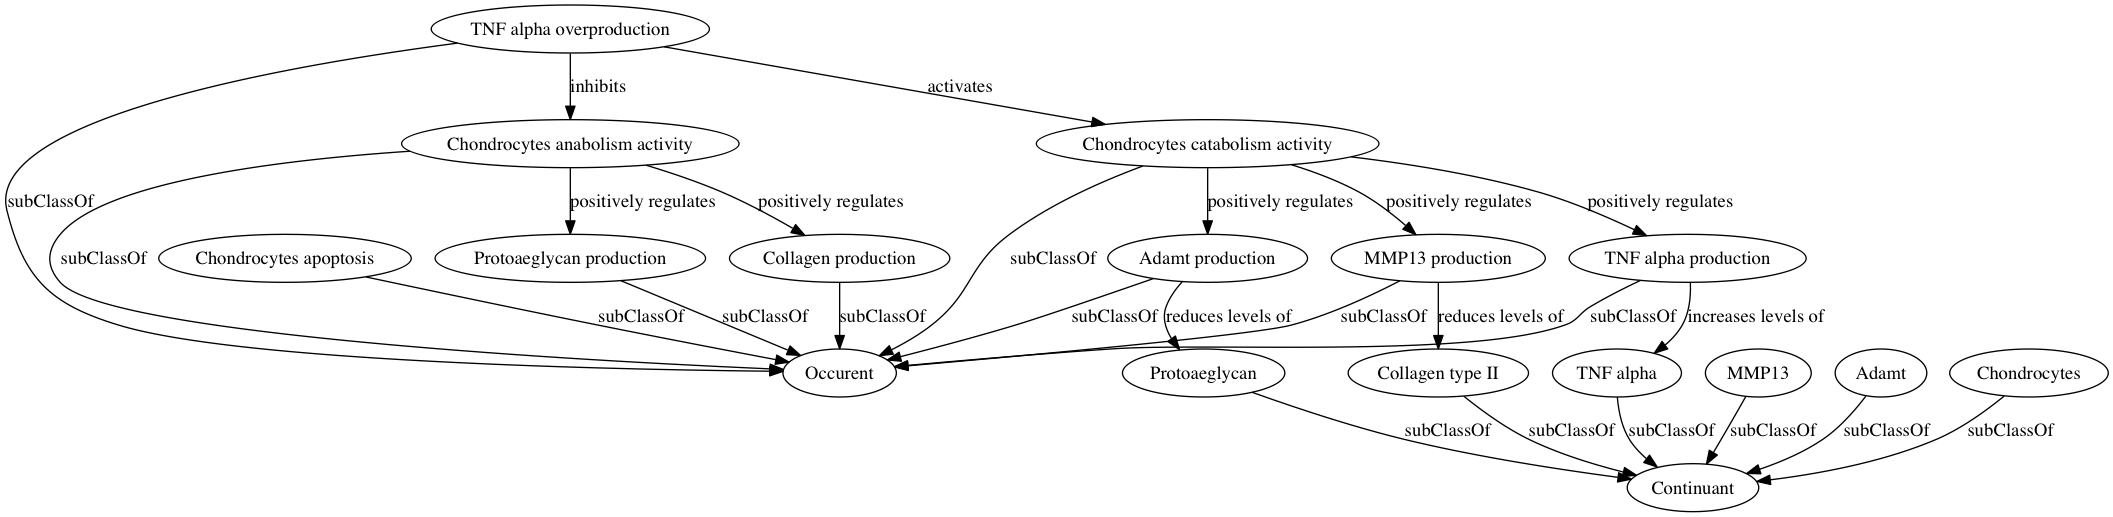 TNF alpha overproduction
inhibits
activates
Chondrocytes anabolism activity
Chondrocytes catabolism activity
subClassOf
positively regulates
positively regulates
positively regulates
positively regulates
positively regulates
subClassOf
Chondrocytes apoptosis
Protoaeglycan production
Collagen production
subClassOf
Adamt production
MMP13 production
TNF alpha production
subClassOf
subClassOf
subClassOf
subClassOf
reduces levels of
subClassOf
reduces levels of
subClassOf
increases levels of
Occurent
Protoaeglycan
Collagen type II
TNF alpha
MMP13
Adamt
Chondrocytes
subClassOf
subClassOf
subClassOf
subClassOf
subClassOf
subClassOf
Continuant